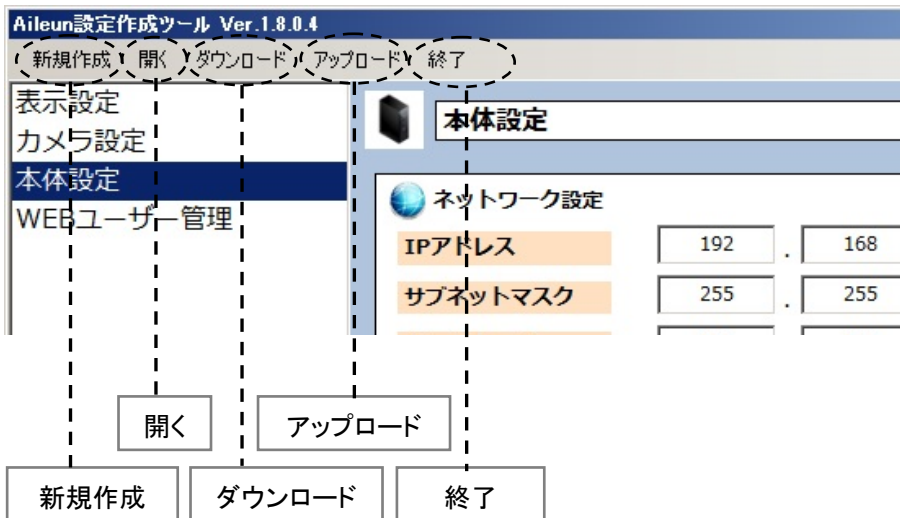 Aileun設定作成ツール Ver.1.8.0.4
新規作成 開く ダウンロード アップロード 終了
表示設定
カメラ設定
本体設定
WEBユーザー管理
本体設定
ネットワーク設定
IPアドレス 192 . 168
サブネットマスク 255 . 255
開く アップロード
新規作成 ダウンロード 終了